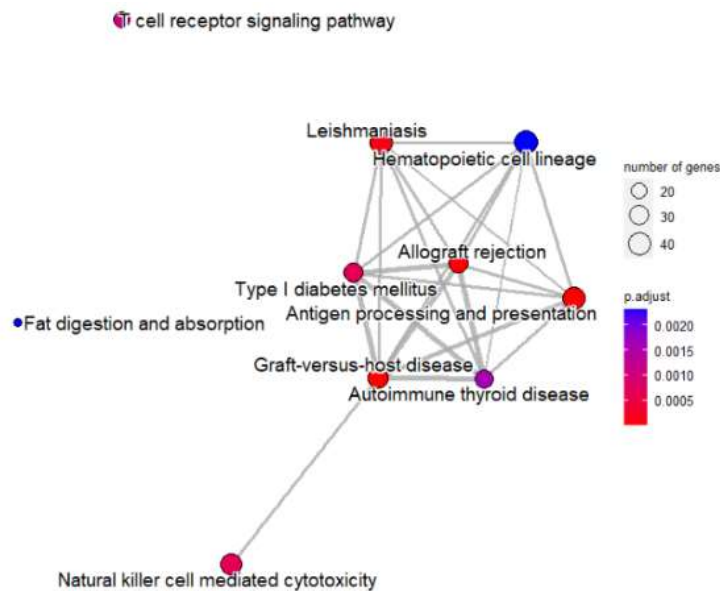 T cell receptor signaling pathway
Leishmaniasis
Hematopoietic cell lineage
number of genes
20
30
40
Allograft rejection
Type I diabetes mellitus
Antigen processing and presentation
p.adjust
0.0020
0.0015
0.0010
0.0005
Fat digestion and absorption
Graft-versus-host disease
Autoimmune thyroid disease
Natural killer cell mediated cytotoxicity